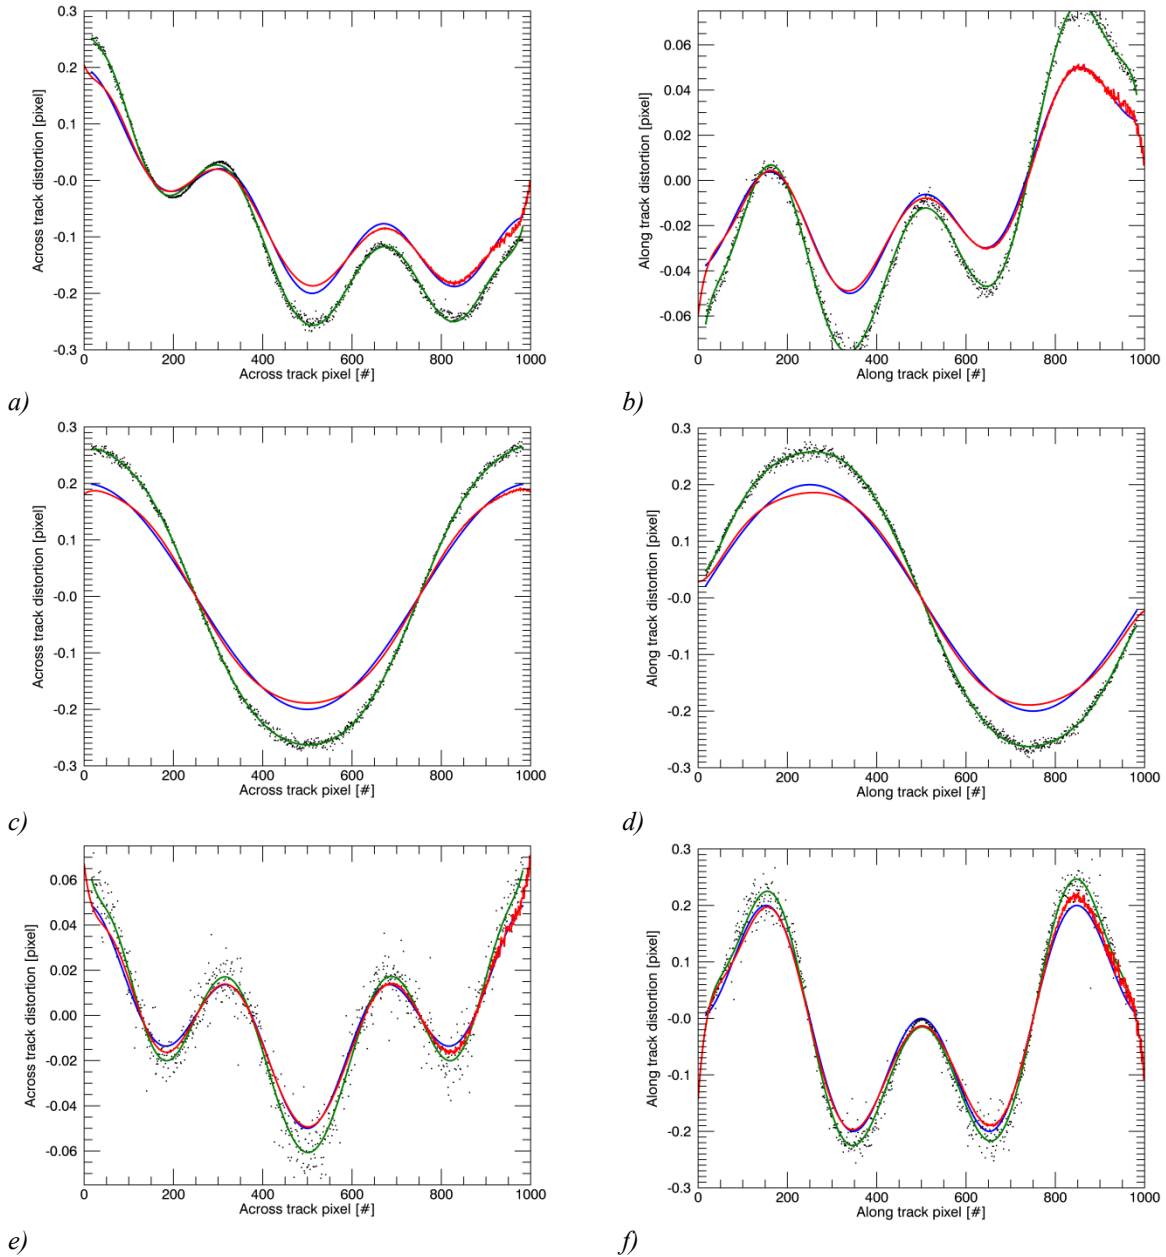 0.3
0.2
0.1
-0.0
-0.1
-0.2
-0.3
Across track distortion [pixel]
0 200 400 600 800 1000
Across track pixel [#]
a)
0.06
0.04
0.02
0.00
-0.02
-0.04
-0.06
Along track distortion [pixel]
0 200 400 600 800 1000
Along track pixel [#]
b)
0.3
0.2
0.1
-0.0
-0.1
-0.2
-0.3
Across track distortion [pixel]
0 200 400 600 800 1000
Across track pixel [#]
c)
0.3
0.2
0.1
-0.0
-0.1
-0.2
-0.3
Along track distortion [pixel]
0 200 400 600 800 1000
Along track pixel [#]
d)
0.06
0.04
0.02
0.00
-0.02
-0.04
-0.06
Across track distortion [pixel]
0 200 400 600 800 1000
Across track pixel [#]
e)
0.3
0.2
0.1
-0.0
-0.1
-0.2
-0.3
Along track distortion [pixel]
0 200 400 600 800 1000
Along track pixel [#]
f)